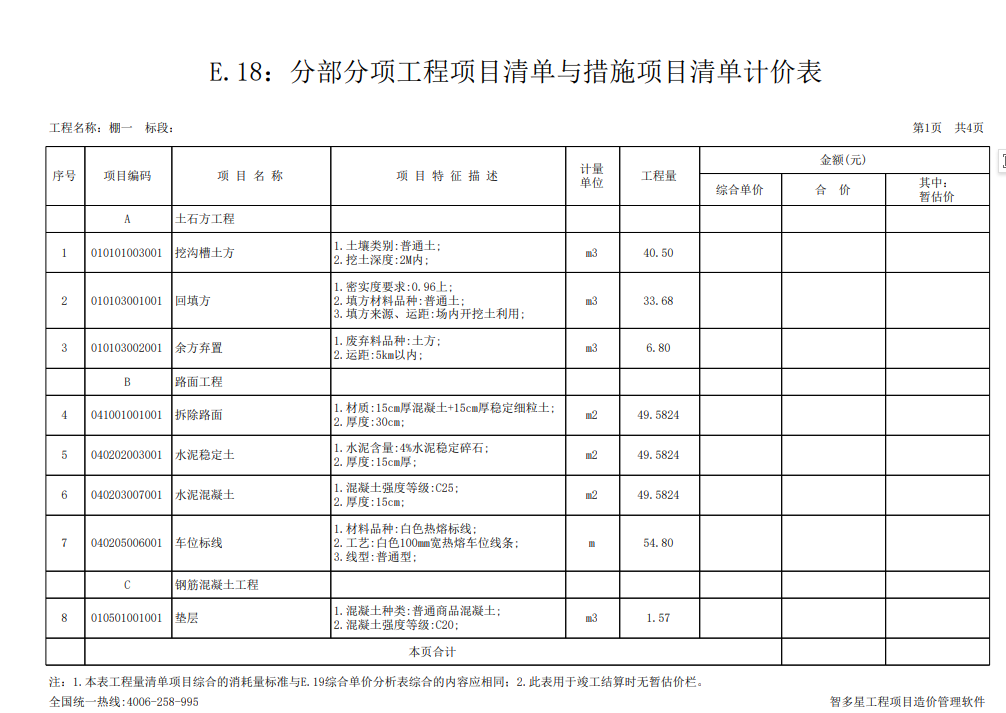 E.18: 分部分项工程项目清单与措施项目清单计价表
工程名称: 棚一 标段: 第1页 共4页
序号 项目编码 项 目 名 称 项 目 特 征 描 述 计量单位 工程量 金额(元)
综合单价 合 价 其中: 暂估价
A 土石方工程
1 010101003001 挖沟槽土方 1.土壤类别:普通土; m3 40.50
2.挖土深度:2M内;
2 010103001001 回填方 1.密实度要求:0.96上; m3 33.68
2.填方材料品种:普通土;
3.填方来源、运距:场内开挖土利用;
3 010103002001 余方弃置 1.废弃料品种:土方; m3 6.80
2.运距:5km以内;
B 路面工程
4 041001001001 拆除路面 1.材质:15cm厚混凝土+15cm厚稳定细粒土; m2 49.5824
2.厚度:30cm;
5 040202003001 水泥稳定土 1.水泥含量:4%水泥稳定碎石; m2 49.5824
2.厚度:15cm厚;
6 040203007001 水泥混凝土 1.混凝土强度等级:C25; m2 49.5824
2.厚度:15cm;
7 040205006001 车位标线 1.材料品种:白色热熔标线; m 54.80
2.工艺:白色100mm宽热熔车位线条;
3.线型:普通型;
C 钢筋混凝土工程
8 010501001001 垫层 1.混凝土种类:普通商品混凝土; m3 1.57
2.混凝土强度等级:C20;
本页合计
注: 1.本表工程量清单项目综合的消耗量标准与E.19综合单价分析表综合的内容应相同; 2.此表用于竣工结算时无暂估价栏。
全国统一热线:4006-258-995 智多星工程项目造价管理软件